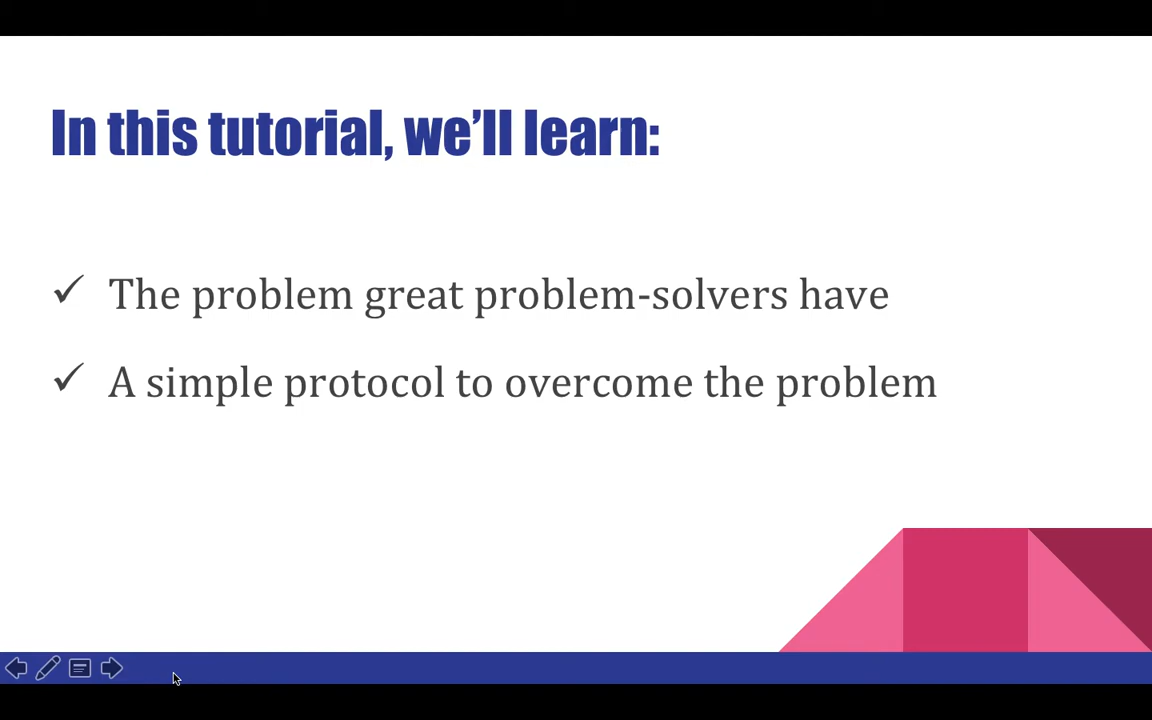 In this tutorial, we’ll learn:
✓ The problem great problem-solvers have
✓ A simple protocol to overcome the problem